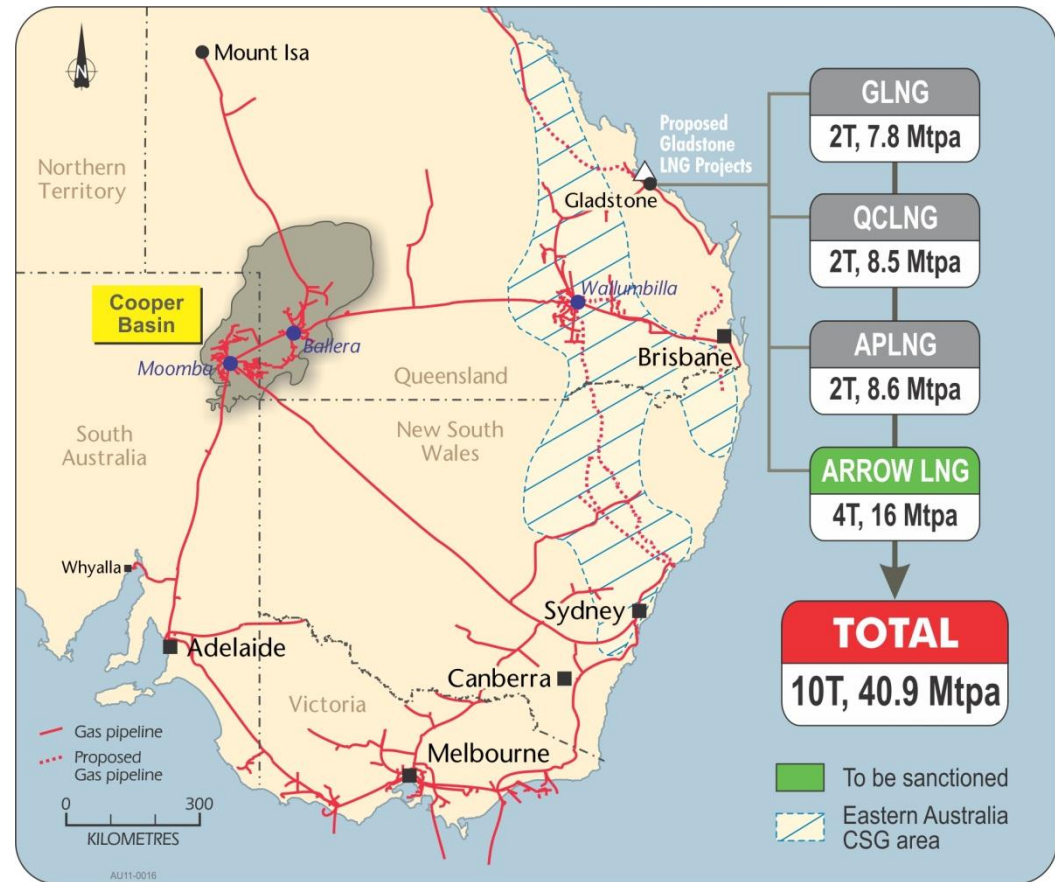 N
Mount Isa
Northern
Territory
Proposed
Gladstone
LNG Projects
Gladstone
Cooper
Basin
Wallumbilla
Ballera
Moomba
Brisbane
Queensland
South
Australia
New South
Wales
Whyalla
Sydney
Adelaide
Canberra
Victoria
Melbourne
Gas pipeline
Proposed
Gas pipeline
0 300
KILOMETRES
AU11-0016
GLNG
2T, 7.8 Mtpa
QCLNG
2T, 8.5 Mtpa
APLNG
2T, 8.6 Mtpa
ARROW LNG
4T, 16 Mtpa
TOTAL
10T, 40.9 Mtpa
To be sanctioned
Eastern Australia
CSG area